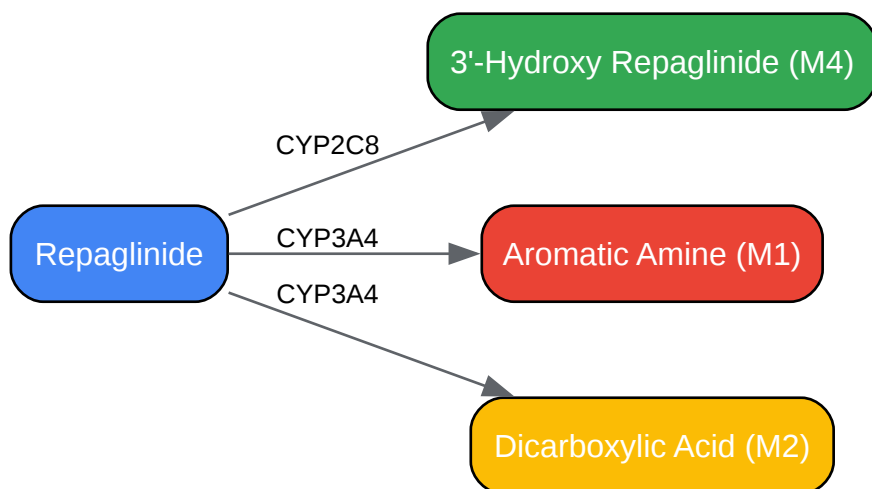 3'-Hydroxy Repaglinide (M4)
CYP2C8
Repaglinide
CYP3A4
Aromatic Amine (M1)
CYP3A4
Dicarboxylic Acid (M2)